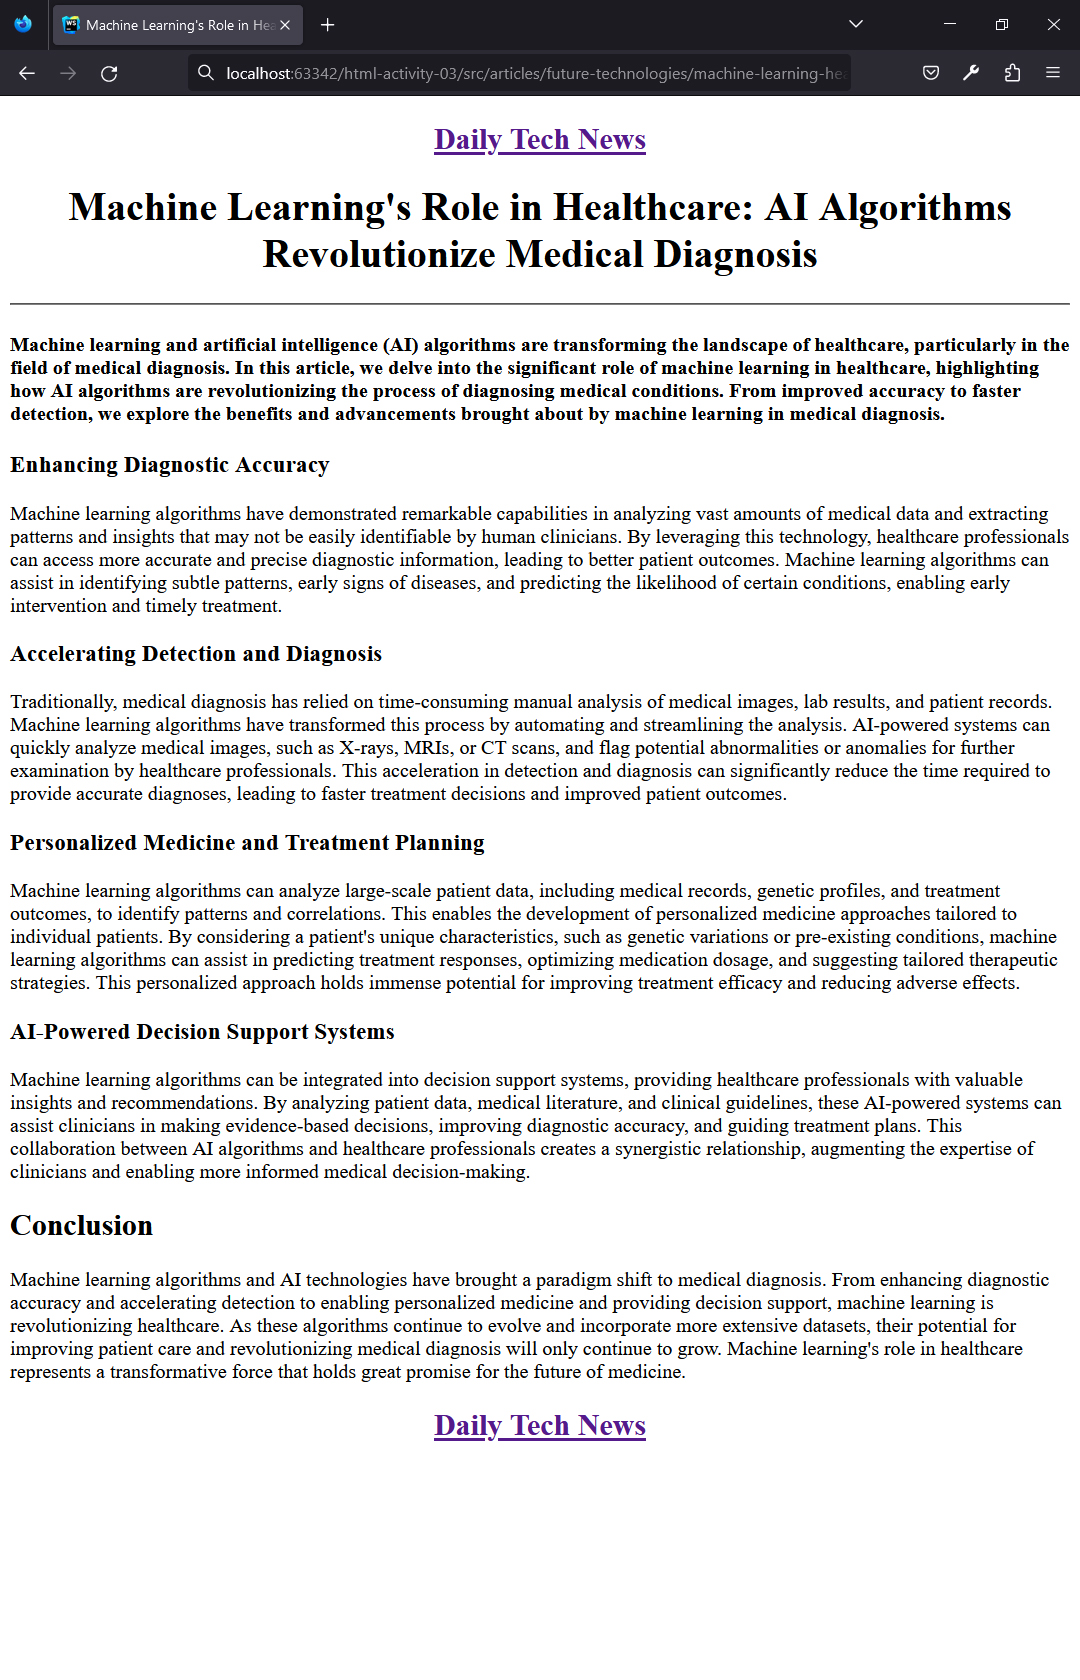 Machine Learning's Role in Hea
localhost:63342/html-activity-03/src/articles/future-technologies/machine-learning-hea
Daily Tech News
Machine Learning's Role in Healthcare: AI Algorithms
Revolutionize Medical Diagnosis
Machine learning and artificial intelligence (AI) algorithms are transforming the landscape of healthcare, particularly in the
field of medical diagnosis. In this article, we delve into the significant role of machine learning in healthcare, highlighting
how AI algorithms are revolutionizing the process of diagnosing medical conditions. From improved accuracy to faster
detection, we explore the benefits and advancements brought about by machine learning in medical diagnosis.
Enhancing Diagnostic Accuracy
Machine learning algorithms have demonstrated remarkable capabilities in analyzing vast amounts of medical data and extracting
patterns and insights that may not be easily identifiable by human clinicians. By leveraging this technology, healthcare professionals
can access more accurate and precise diagnostic information, leading to better patient outcomes. Machine learning algorithms can
assist in identifying subtle patterns, early signs of diseases, and predicting the likelihood of certain conditions, enabling early
intervention and timely treatment.
Accelerating Detection and Diagnosis
Traditionally, medical diagnosis has relied on time-consuming manual analysis of medical images, lab results, and patient records.
Machine learning algorithms have transformed this process by automating and streamlining the analysis. AI-powered systems can
quickly analyze medical images, such as X-rays, MRIs, or CT scans, and flag potential abnormalities or anomalies for further
examination by healthcare professionals. This acceleration in detection and diagnosis can significantly reduce the time required to
provide accurate diagnoses, leading to faster treatment decisions and improved patient outcomes.
Personalized Medicine and Treatment Planning
Machine learning algorithms can analyze large-scale patient data, including medical records, genetic profiles, and treatment
outcomes, to identify patterns and correlations. This enables the development of personalized medicine approaches tailored to
individual patients. By considering a patient's unique characteristics, such as genetic variations or pre-existing conditions, machine
learning algorithms can assist in predicting treatment responses, optimizing medication dosage, and suggesting tailored therapeutic
strategies. This personalized approach holds immense potential for improving treatment efficacy and reducing adverse effects.
AI-Powered Decision Support Systems
Machine learning algorithms can be integrated into decision support systems, providing healthcare professionals with valuable
insights and recommendations. By analyzing patient data, medical literature, and clinical guidelines, these AI-powered systems can
assist clinicians in making evidence-based decisions, improving diagnostic accuracy, and guiding treatment plans. This
collaboration between AI algorithms and healthcare professionals creates a synergistic relationship, augmenting the expertise of
clinicians and enabling more informed medical decision-making.
Conclusion
Machine learning algorithms and AI technologies have brought a paradigm shift to medical diagnosis. From enhancing diagnostic
accuracy and accelerating detection to enabling personalized medicine and providing decision support, machine learning is
revolutionizing healthcare. As these algorithms continue to evolve and incorporate more extensive datasets, their potential for
improving patient care and revolutionizing medical diagnosis will only continue to grow. Machine learning's role in healthcare
represents a transformative force that holds great promise for the future of medicine.
Daily Tech News